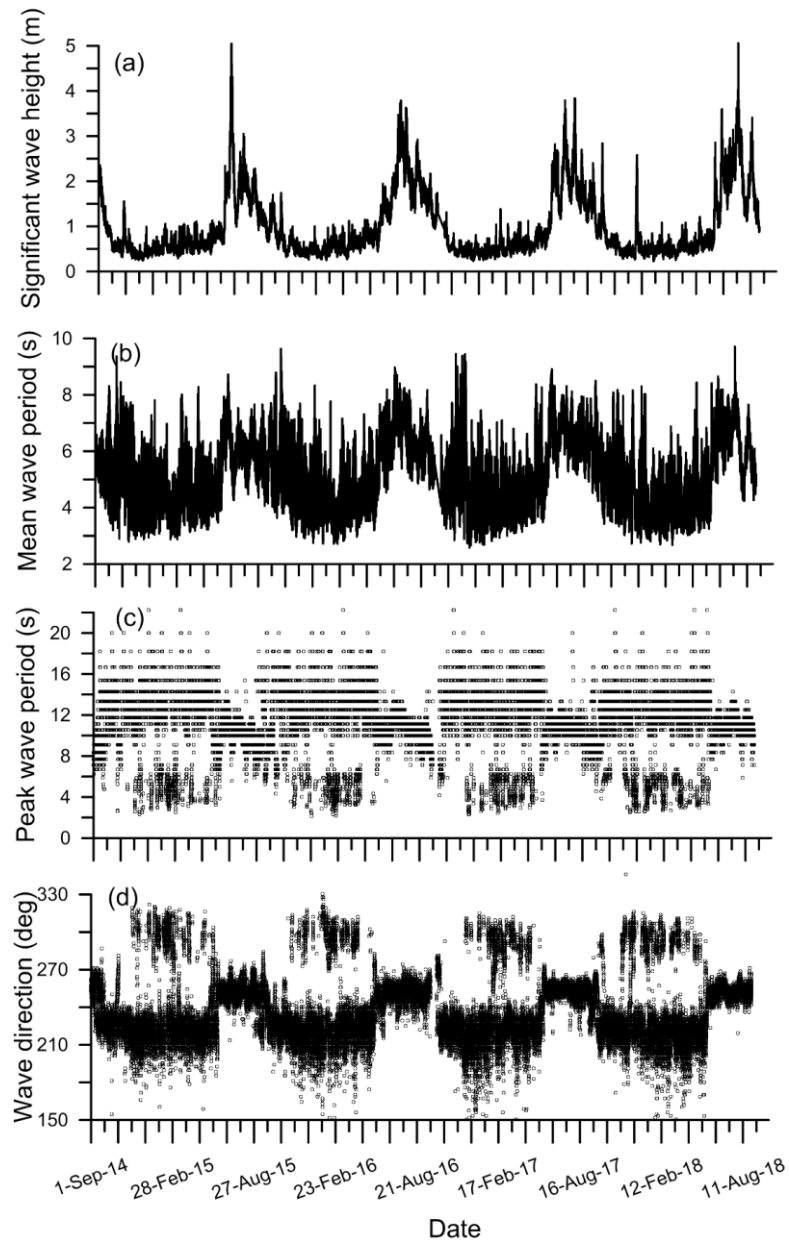 Significant wave height (m)
(a)
5
4
3
2
1
0
Mean wave period (s)
(b)
10
8
6
4
2
Peak wave period (s)
(c)
20
16
12
8
4
0
Wave direction (deg)
(d)
330
270
210
150
1-Sep-14
28-Feb-15
27-Aug-15
23-Feb-16
21-Aug-16
17-Feb-17
16-Aug-17
12-Feb-18
11-Aug-18
Date